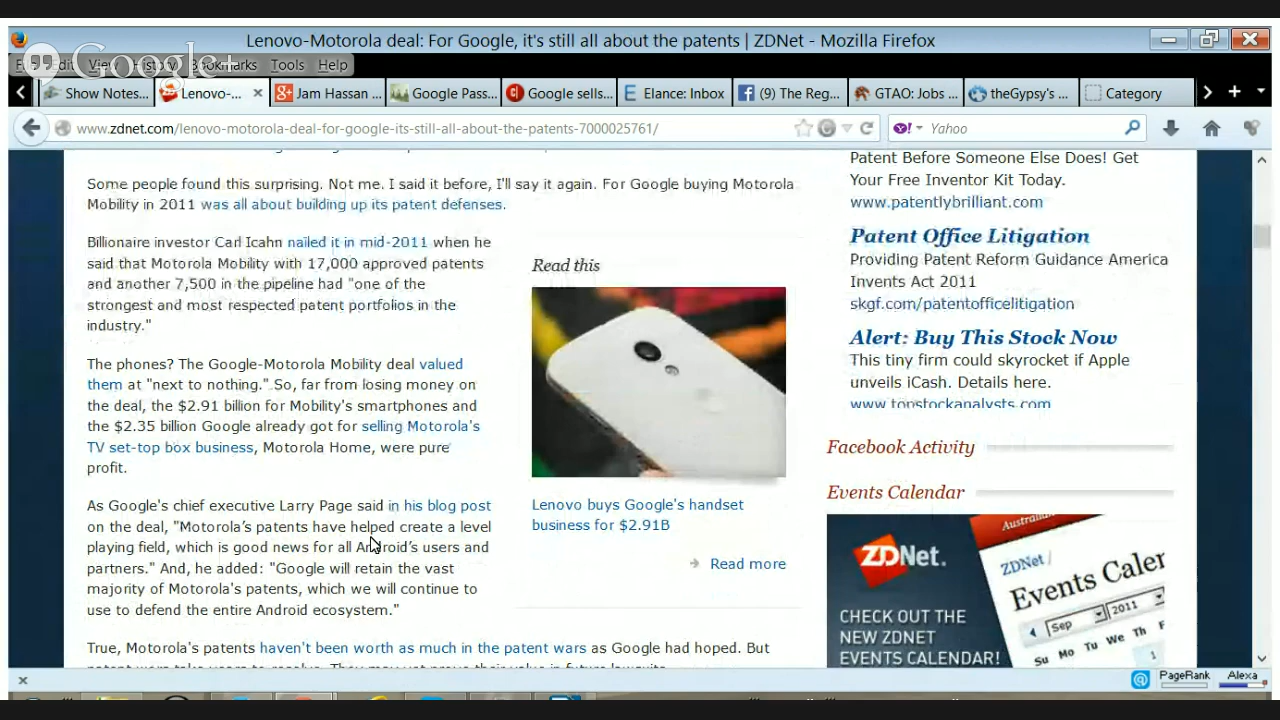 Lenovo-Motorola deal: For Google, it's still all about the patents | ZDNet - Mozilla Firefox
Google+
View History Bookmarks Tools Help
Show Notes... Lenovo-... Jam Hassan ... Google Pass... Google sells... Elance: Inbox (9) The Reg... GTAO: Jobs ... theGypsy's ... Category
www.zdnet.com/lenovo-motorola-deal-for-google-its-still-all-about-the-patents-7000025761/
Yahoo
Some people found this surprising. Not me. I said it before, I'll say it again. For Google buying Motorola
Mobility in 2011 was all about building up its patent defenses.
Billionaire investor Carl Icahn nailed it in mid-2011 when he
said that Motorola Mobility with 17,000 approved patents
and another 7,500 in the pipeline had "one of the
strongest and most respected patent portfolios in the
industry."
The phones? The Google-Motorola Mobility deal valued
them at "next to nothing." So, far from losing money on
the deal, the $2.91 billion for Mobility's smartphones and
the $2.35 billion Google already got for selling Motorola's
TV set-top box business, Motorola Home, were pure
profit.
As Google's chief executive Larry Page said in his blog post
on the deal, "Motorola's patents have helped create a level
playing field, which is good news for all Android's users and
partners." And, he added: "Google will retain the vast
majority of Motorola's patents, which we will continue to
use to defend the entire Android ecosystem."
True, Motorola's patents haven't been worth as much in the patent wars as Google had hoped. But
Read this
Lenovo buys Google's handset
business for $2.91B
Read more
Patent Before Someone Else Does! Get
Your Free Inventor Kit Today.
www.patentlybrilliant.com
Patent Office Litigation
Providing Patent Reform Guidance America
Invents Act 2011
skgf.com/patentofficelitigation
Alert: Buy This Stock Now
This tiny firm could skyrocket if Apple
unveils iCash. Details here.
www.topstockanalysts.com
Facebook Activity
Events Calendar
ZDNet.
CHECK OUT THE
NEW ZDNET
EVENTS CALENDAR!
ZDNet /
Events Calen
Sep 2011
Su Mo Tu We Th F
1
PageRank Alexa